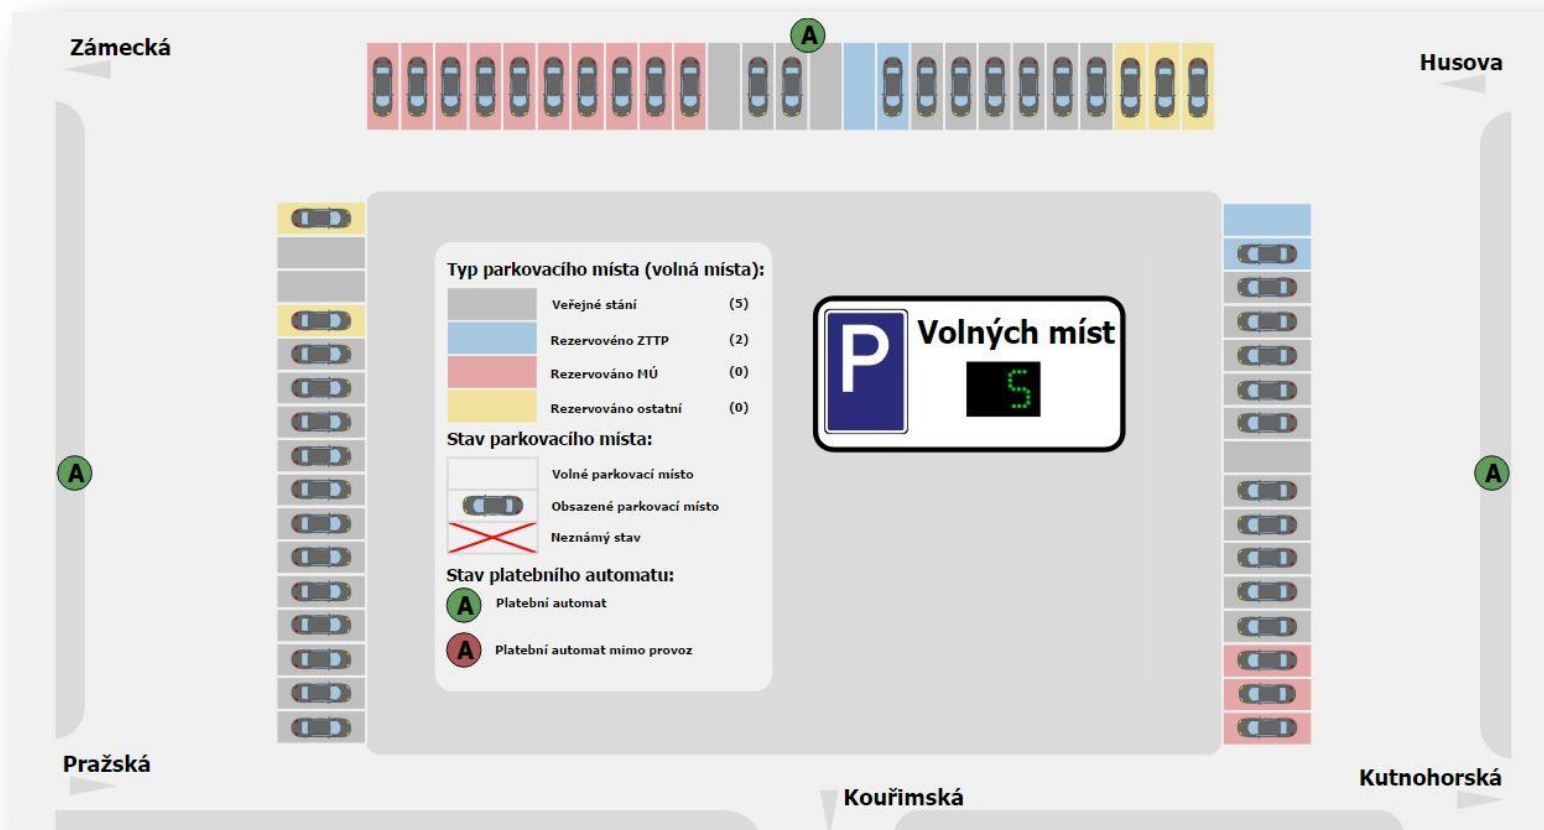 A
Zámecká
Husova
Typ parkovacího místa (volná místa):
Veřejné stání (5)
Rezervovéno ZTTP (2)
Rezervováno MÚ (0)
Rezervováno ostatní (0)
Stav parkovacího místa:
Volné parkovací místo
Obsazené parkovací místo
Neznámý stav
Stav platebního automatu:
A Platební automat
A Platební automat mimo provoz
P
Volných míst
5
A
A
Pražská
Kouřimská
Kutnohorská